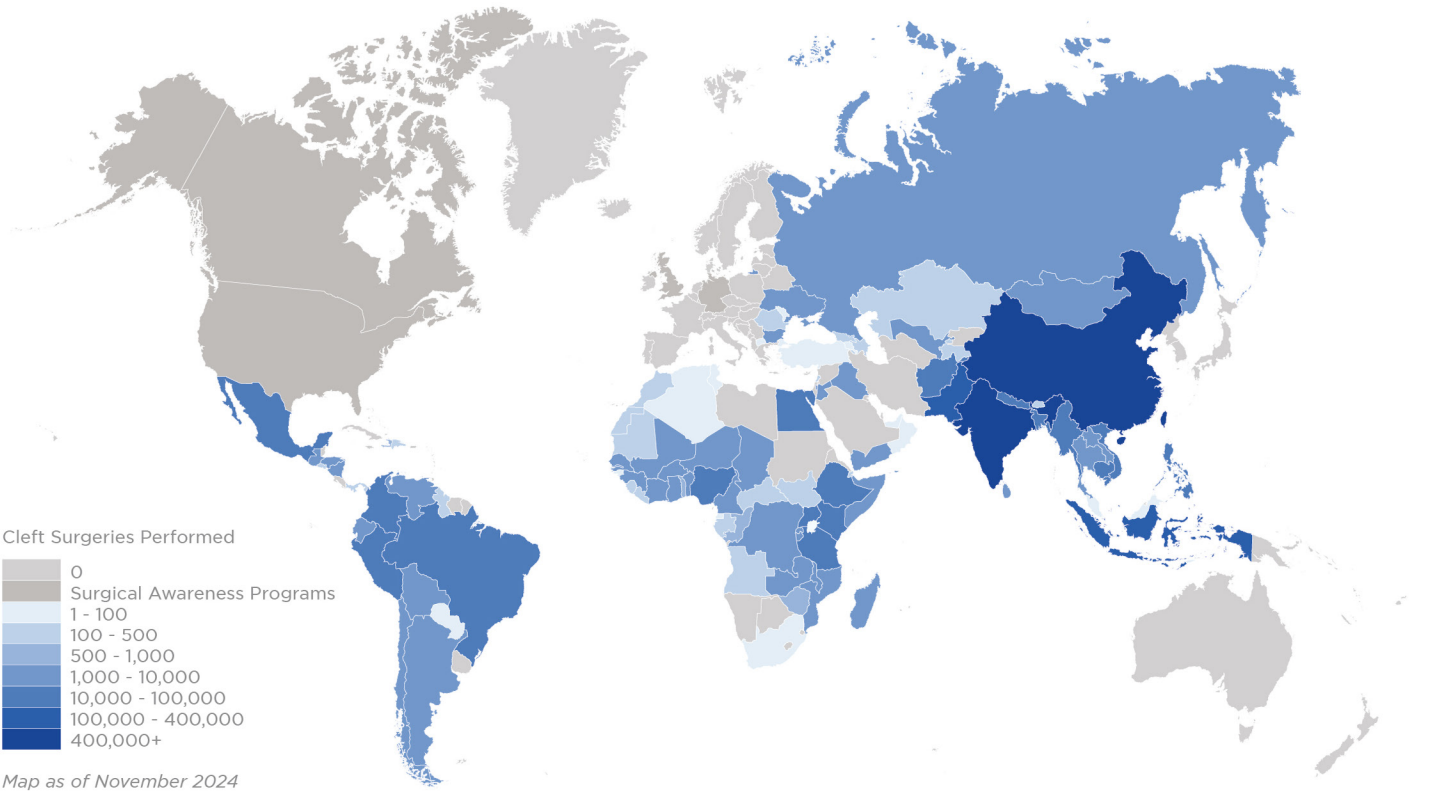 Cleft Surgeries Performed
0
Surgical Awareness Programs
1 - 100
100 - 500
500 - 1,000
1,000 - 10,000
10,000 - 100,000
100,000 - 400,000
400,000+
Map as of November 2024